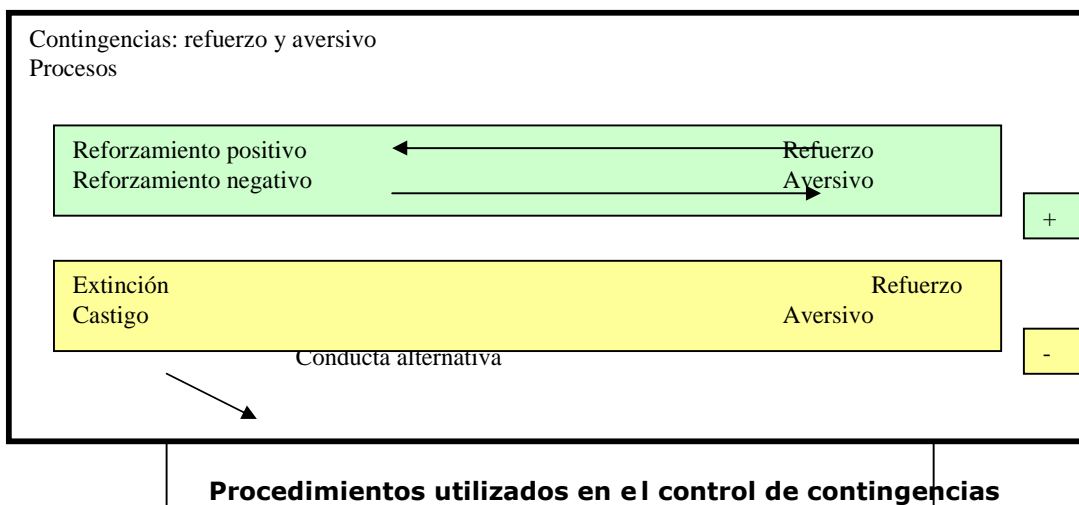 Contingencias: refuerzo y aversivo
Procesos
Reforzamiento positivo Refuerzo
Reforzamiento negativo Aversivo
+
Extinción Refuerzo
Castigo Aversivo
-
Conducta alternativa
Procedimientos utilizados en el control de contingencias